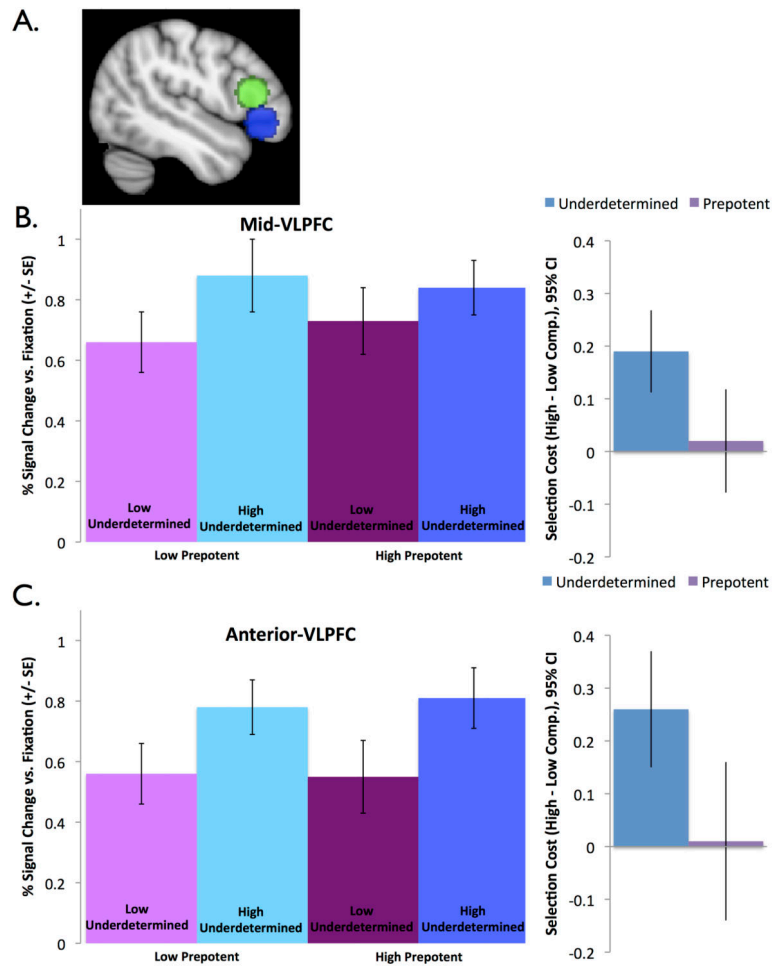 A.
B.
Mid-VLPFC
% Signal Change vs. Fixation (+/- SE)
1
0.8
0.6
0.4
0.2
0
Low
Underdetermined
High
Underdetermined
Low
Underdetermined
High
Underdetermined
Low Prepotent
High Prepotent
Underdetermined
Prepotent
Selection Cost (High - Low Comp.), 95% CI
0.4
0.3
0.2
0.1
0
-0.1
-0.2
C.
Anterior-VLPFC
% Signal Change vs. Fixation (+/- SE)
1
0.8
0.6
0.4
0.2
0
Low
Underdetermined
High
Underdetermined
Low
Underdetermined
High
Underdetermined
Low Prepotent
High Prepotent
Underdetermined
Prepotent
Selection Cost (High - Low Comp.), 95% CI
0.4
0.3
0.2
0.1
0
-0.1
-0.2